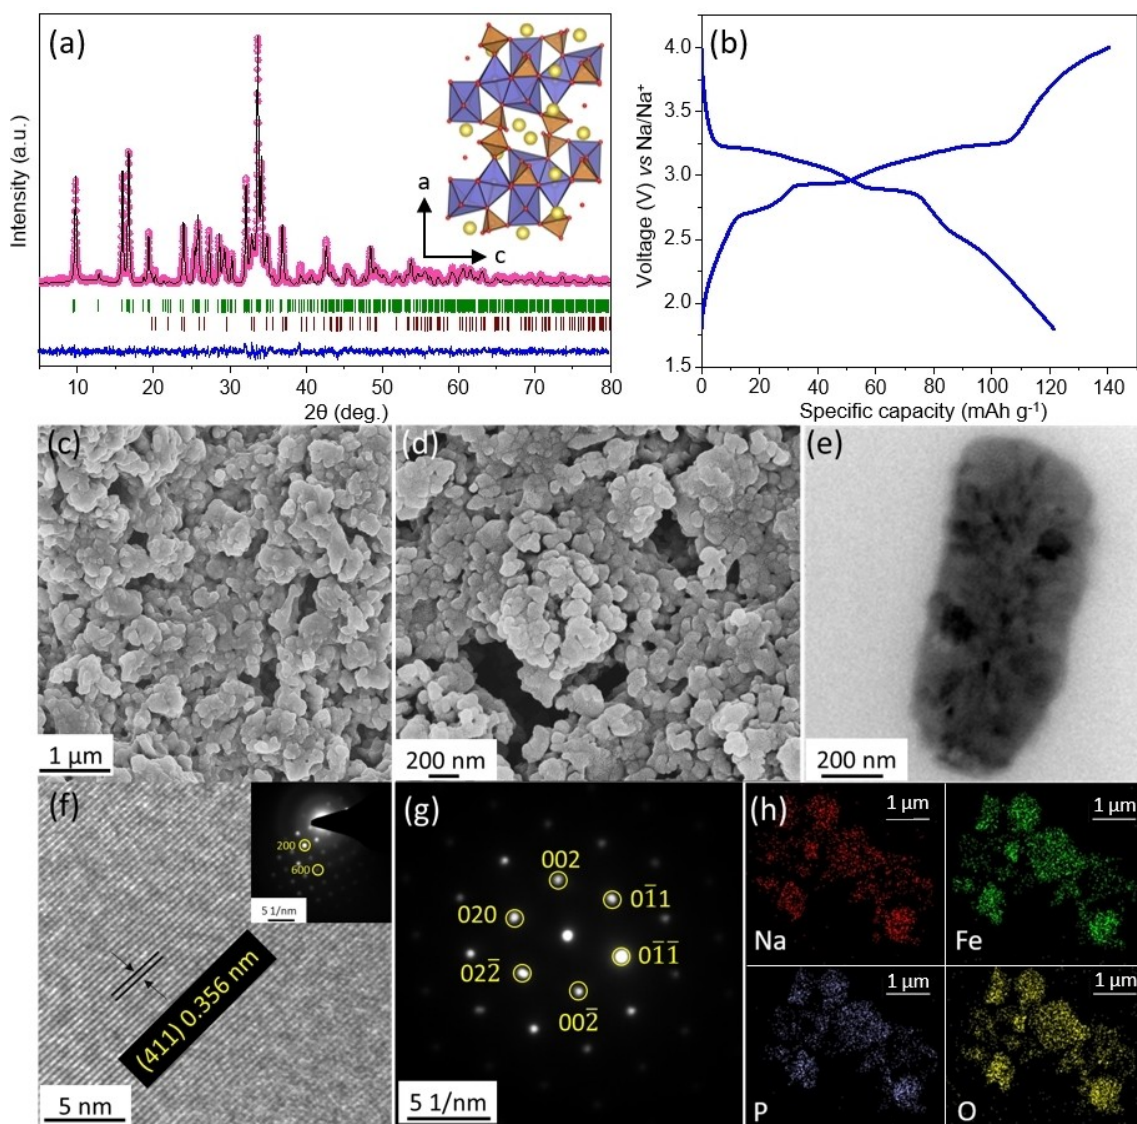 (a)
Intensity (a.u.)
a
c
10 20 30 40 50 60 70 80
2θ (deg.)
(b)
Voltage (V) vs Na/Na⁺
4.0
3.5
3.0
2.5
2.0
1.5
0 20 40 60 80 100 120 140
Specific capacity (mAh g⁻¹)
(c)
1 µm
(d)
200 nm
(e)
200 nm
(f)
200
600
5 1/nm
(411) 0.356 nm
5 nm
(g)
002
01̅1
020
01̅1̅
022̅
002̅
5 1/nm
(h)
1 µm
Na
1 µm
Fe
1 µm
P
1 µm
O